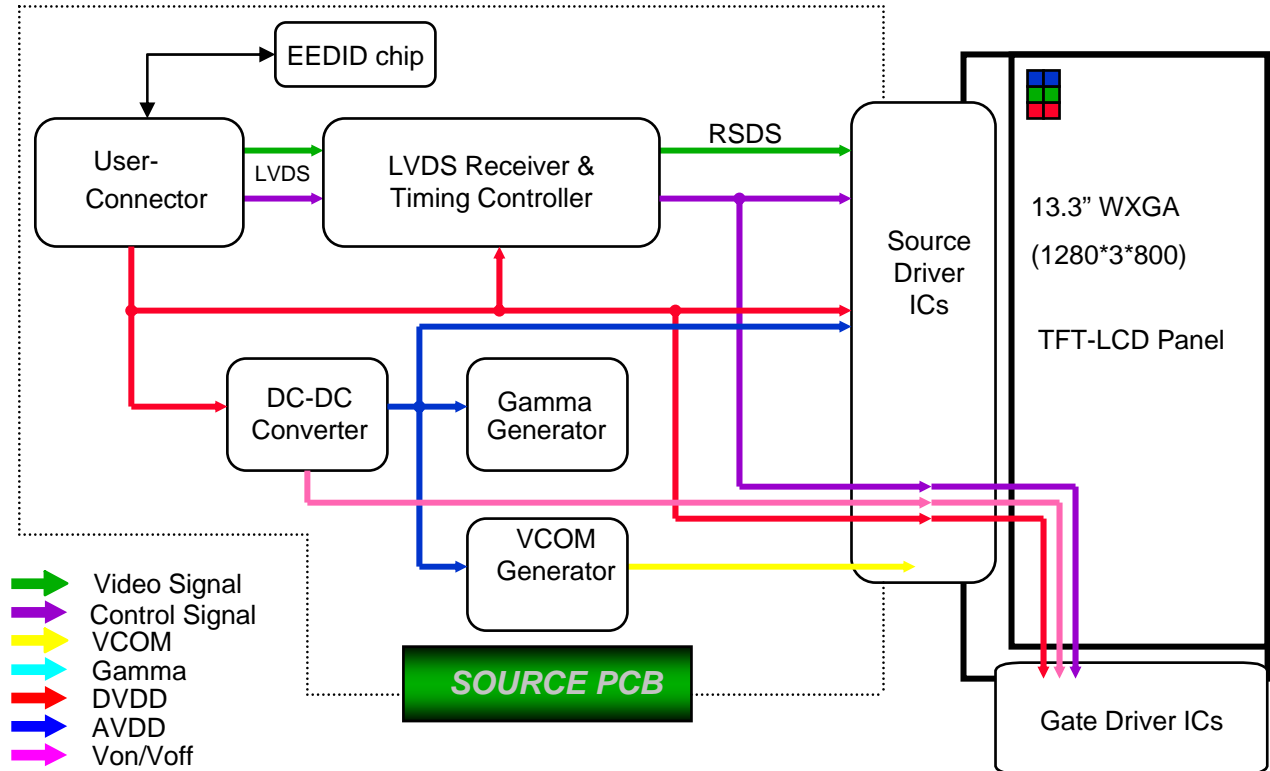 EEDID chip
User-
Connector
LVDS
LVDS Receiver &
Timing Controller
RSDS
Source
Driver
ICs
13.3” WXGA
(1280*3*800)
TFT-LCD Panel
DC-DC
Converter
Gamma
Generator
VCOM
Generator
Video Signal
Control Signal
VCOM
Gamma
DVDD
AVDD
Von/Voff
SOURCE PCB
Gate Driver ICs